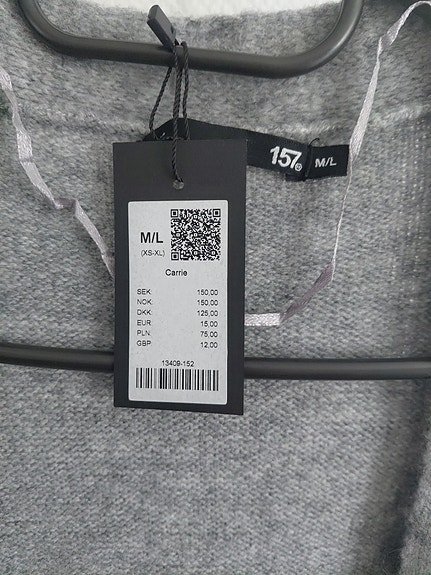 157
M/L
M/L
(XS-XL)
Carrie
SEK: 150,00
NOK: 150,00
DKK: 125,00
EUR 15,00
PLN: 75,00
GBP 12,00
13409-152